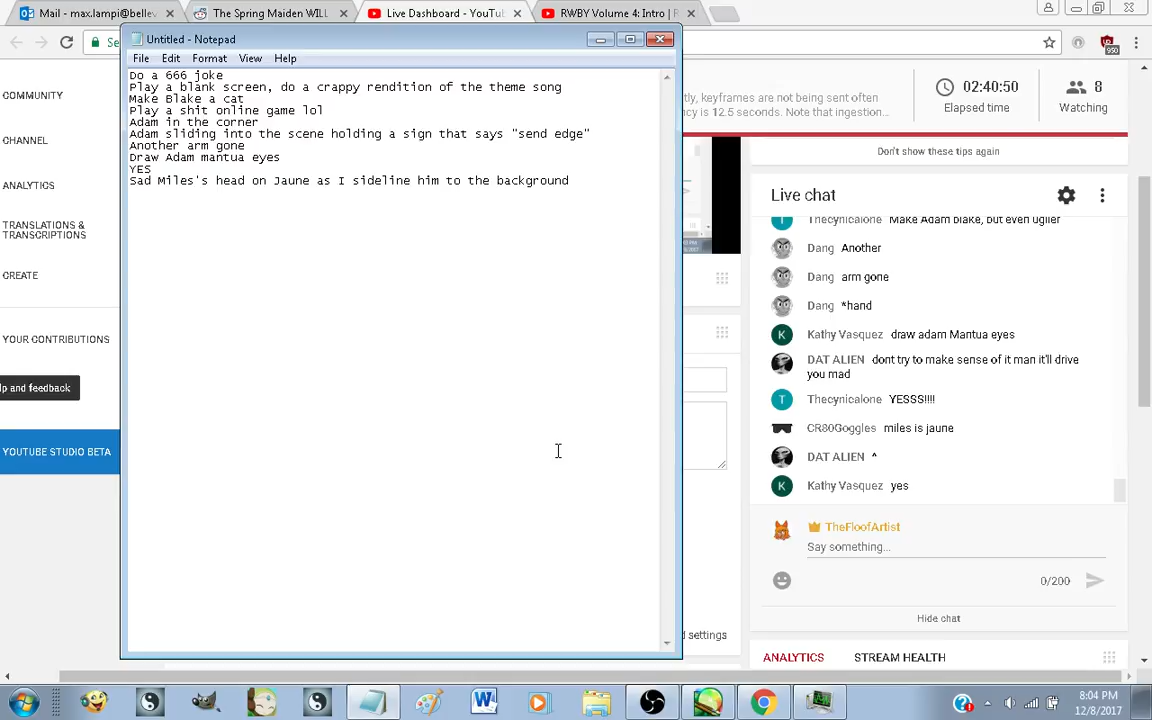 Mail - max.lampi@bellev
The Spring Maiden WILL
Live Dashboard - YouTu
RWBY Volume 4: Intro | R
Se
950
Untitled - Notepad
File Edit Format View Help
Do a 666 joke
Play a blank screen, do a crappy rendition of the theme song
Make Blake a cat
Play a shit online game lol
Adam in the corner
Adam sliding into the scene holding a sign that says "send edge"
Another arm gone
Draw Adam mantua eyes
YES
Sad Miles's head on Jaune as I sideline him to the background
COMMUNITY
CHANNEL
ANALYTICS
TRANSLATIONS &
TRANSCRIPTIONS
CREATE
YOUR CONTRIBUTIONS
lp and feedback
YOUTUBE STUDIO BETA
ntly, keyframes are not being sent often
ncy is 12.5 seconds. Note that ingestion...
02:40:50
Elapsed time
8
Watching
Don't show these tips again
Live chat
Thecynicalone Make Adam blake, but even uglier
Dang Another
Dang arm gone
Dang *hand
Kathy Vasquez draw adam Mantua eyes
DAT ALIEN dont try to make sense of it man it'll drive
you mad
Thecynicalone YESSS!!!!
CR80Goggles miles is jaune
DAT ALIEN ^
Kathy Vasquez yes
TheFloofArtist
Say something...
0/200
Hide chat
d settings
ANALYTICS STREAM HEALTH
8:04 PM
12/8/2017